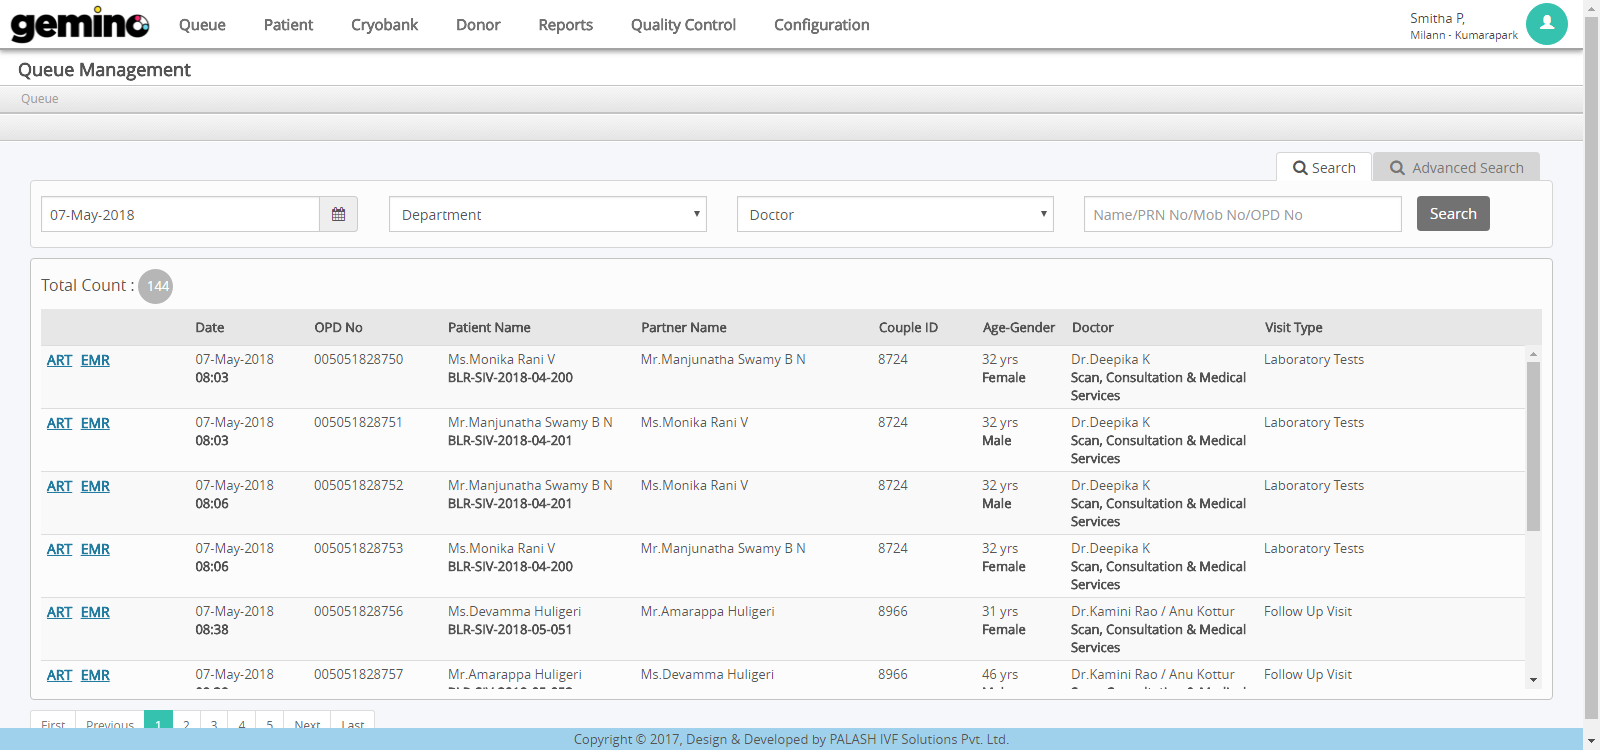 gemino Queue Patient Cryobank Donor Reports Quality Control Configuration
Smitha P,
Milann - Kumarapark
Queue Management
Queue
Search Advanced Search
07-May-2018 Department Doctor Name/PRN No/Mob No/OPD No Search
Total Count : 144
Date OPD No Patient Name Partner Name Couple ID Age-Gender Doctor Visit Type
ART EMR 07-May-2018 005051828750 Ms.Monika Rani V Mr.Manjunatha Swamy B N 8724 32 yrs Dr.Deepika K Laboratory Tests
08:03 BLR-SIV-2018-04-200 Female Scan, Consultation & Medical
Services
ART EMR 07-May-2018 005051828751 Mr.Manjunatha Swamy B N Ms.Monika Rani V 8724 32 yrs Dr.Deepika K Laboratory Tests
08:03 BLR-SIV-2018-04-201 Male Scan, Consultation & Medical
Services
ART EMR 07-May-2018 005051828752 Mr.Manjunatha Swamy B N Ms.Monika Rani V 8724 32 yrs Dr.Deepika K Laboratory Tests
08:06 BLR-SIV-2018-04-201 Male Scan, Consultation & Medical
Services
ART EMR 07-May-2018 005051828753 Ms.Monika Rani V Mr.Manjunatha Swamy B N 8724 32 yrs Dr.Deepika K Laboratory Tests
08:06 BLR-SIV-2018-04-200 Female Scan, Consultation & Medical
Services
ART EMR 07-May-2018 005051828756 Ms.Devamma Huligeri Mr.Amarappa Huligeri 8966 31 yrs Dr.Kamini Rao / Anu Kottur Follow Up Visit
08:38 BLR-SIV-2018-05-051 Female Scan, Consultation & Medical
Services
ART EMR 07-May-2018 005051828757 Mr.Amarappa Huligeri Ms.Devamma Huligeri 8966 46 yrs Dr.Kamini Rao / Anu Kottur Follow Up Visit
First Previous 1 2 3 4 5 Next Last
Copyright © 2017, Design & Developed by PALASH IVF Solutions Pvt. Ltd.